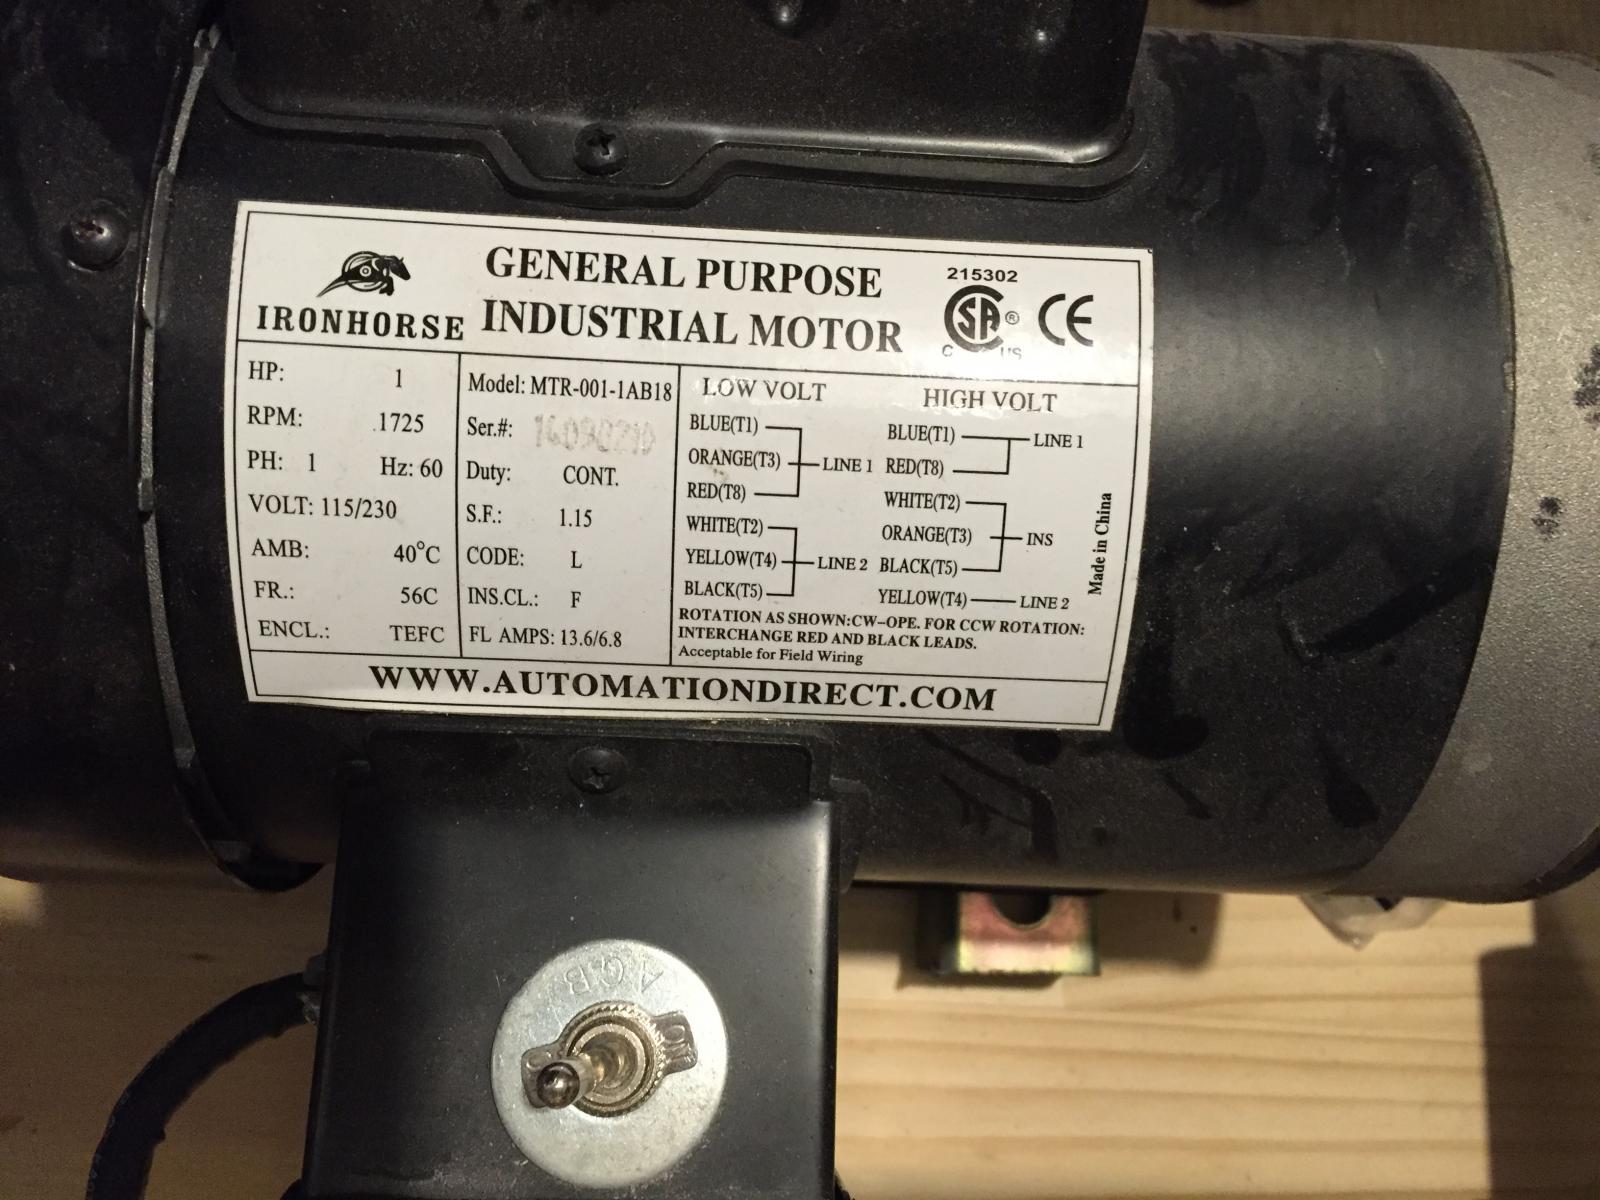 GENERAL PURPOSE
INDUSTRIAL MOTOR
IRONHORSE
215302
CSA ®
C US
CE
HP: 1
RPM: 1725
PH: 1 Hz: 60
VOLT: 115/230
AMB: 40°C
FR.: 56C
ENCL.: TEFC
Model: MTR-001-1AB18
Ser.#:
Duty: CONT.
S.F.: 1.15
CODE: L
INS.CL.: F
FL AMPS: 13.6/6.8
LOW VOLT
BLUE(T1)
ORANGE(T3) LINE 1
RED(T8)
WHITE(T2)
YELLOW(T4) LINE 2
BLACK(T5)
HIGH VOLT
BLUE(T1) LINE 1
RED(T8)
WHITE(T2)
ORANGE(T3) INS
BLACK(T5)
YELLOW(T4) LINE 2
ROTATION AS SHOWN:CW-OPE. FOR CCW ROTATION:
INTERCHANGE RED AND BLACK LEADS.
Acceptable for Field Wiring
Made in China
WWW.AUTOMATIONDIRECT.COM
ON